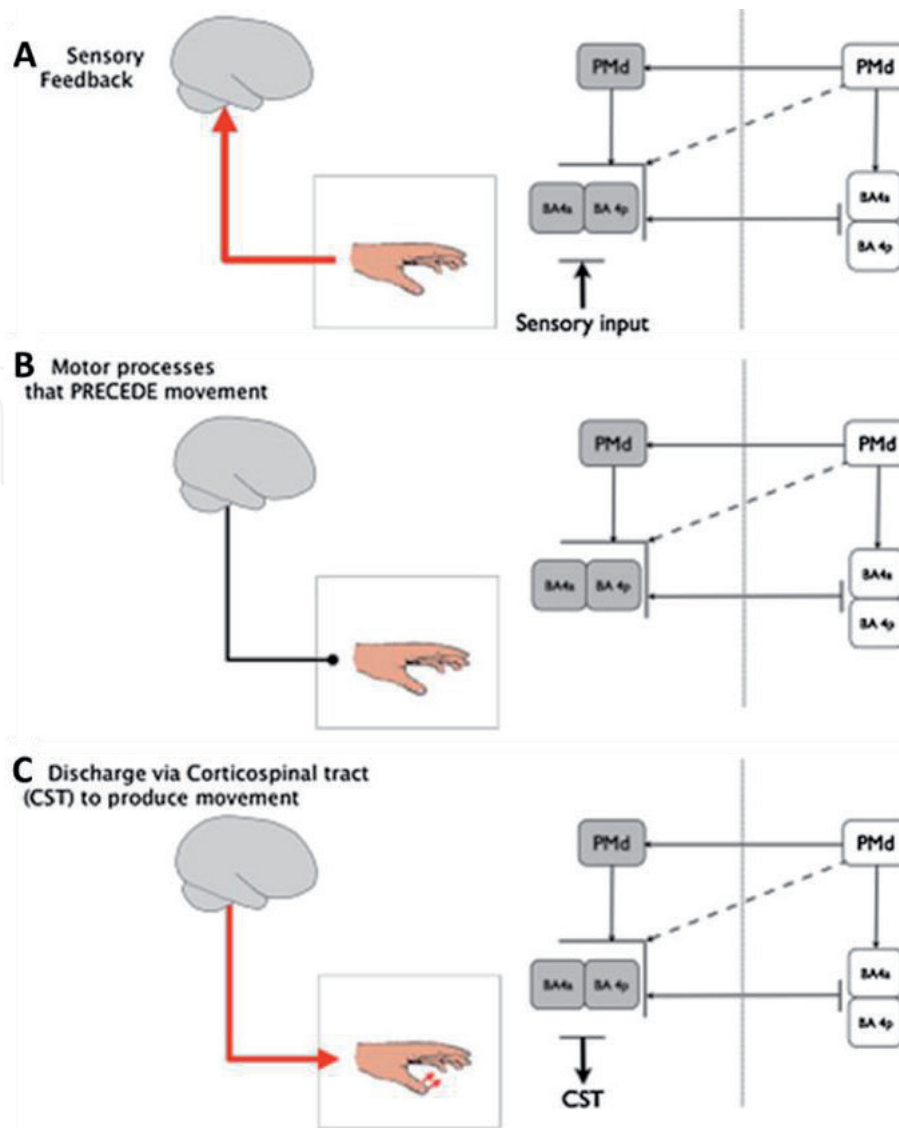 A Sensory
Feedback
PMd
PMd
BA4a
BA 4p
BA4a
BA 4p
Sensory input
B Motor processes
that PRECEDE movement
PMd
PMd
BA4a
BA 4p
BA4a
BA 4p
C Discharge via Corticospinal tract
(CST) to produce movement
PMd
PMd
BA4a
BA 4p
BA4a
BA 4p
CST